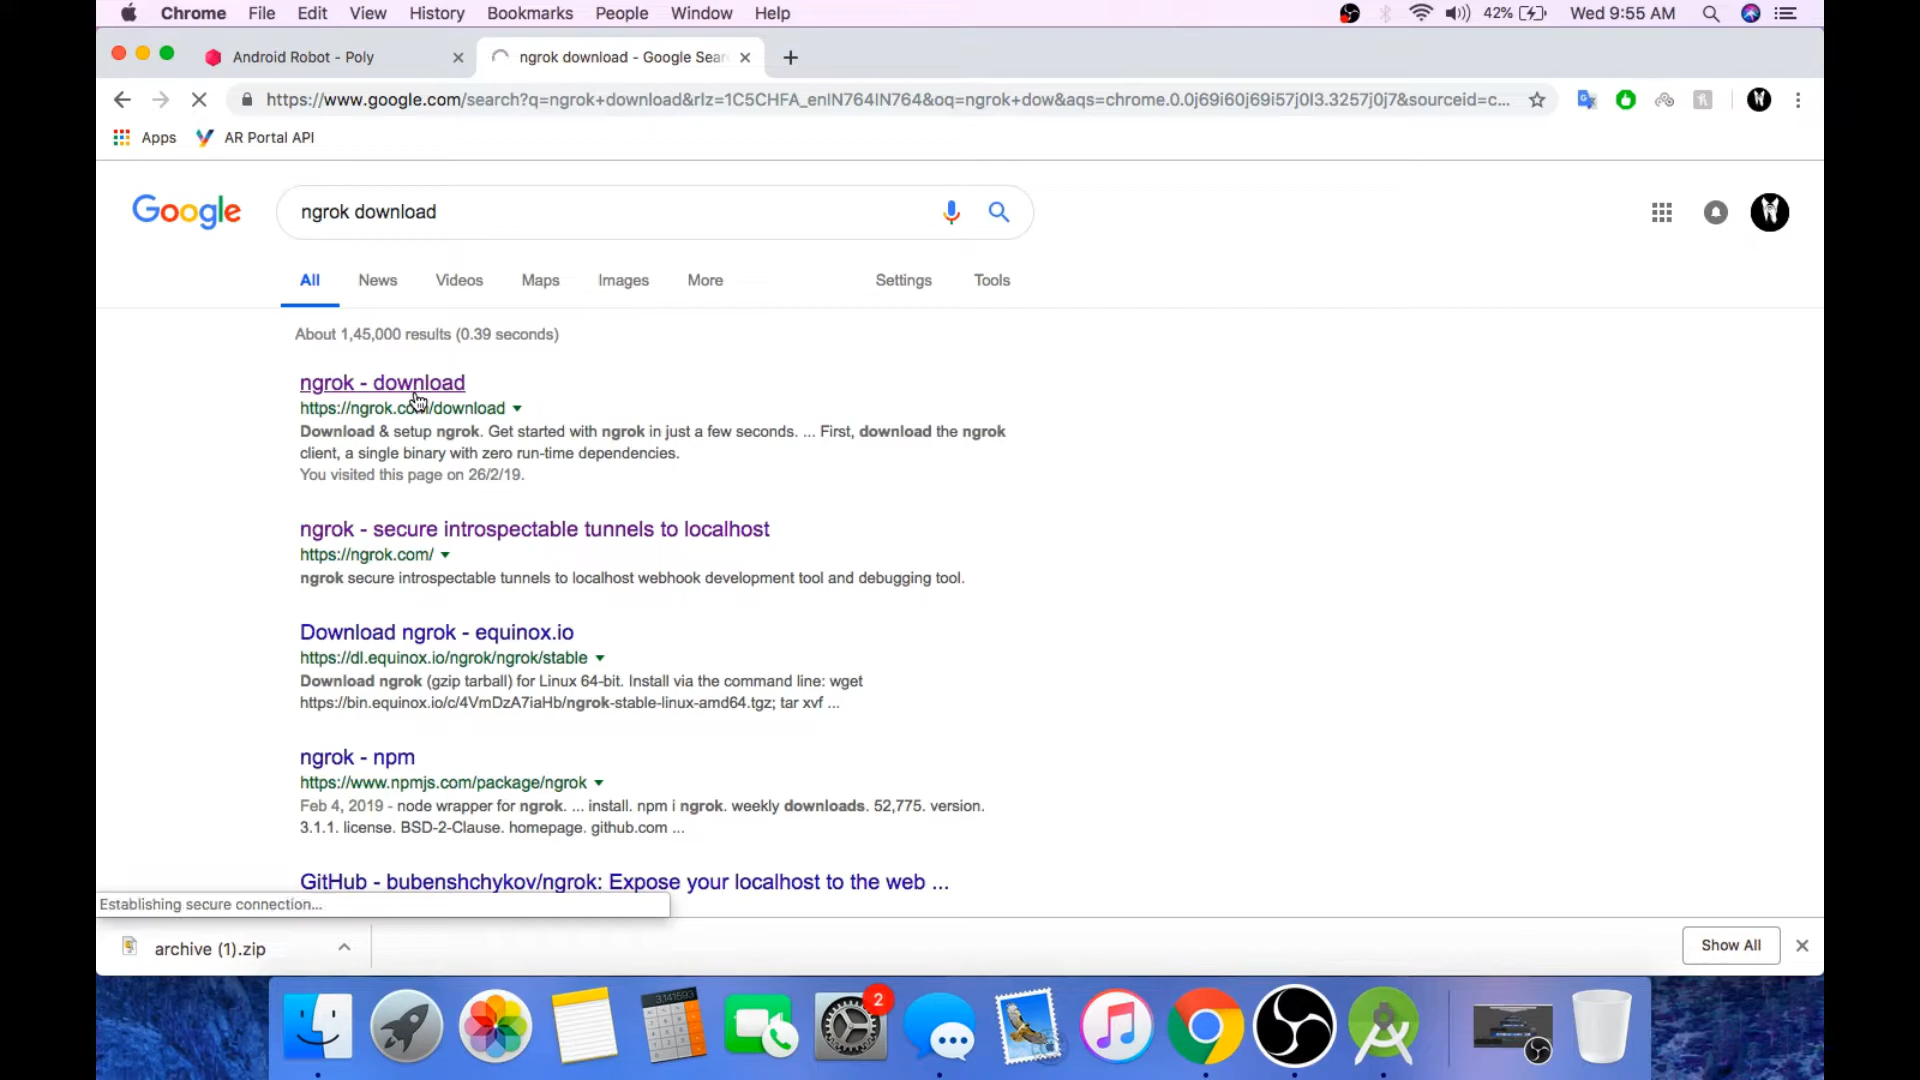 Chrome File Edit View History Bookmarks People Window Help 42% Wed 9:55 AM
Android Robot - Poly ngrok download - Google Sear
https://www.google.com/search?q=ngrok+download&rlz=1C5CHFA_enIN764IN764&oq=ngrok+dow&aqs=chrome.0.0j69i60j69i57j0l3.3257j0j7&sourceid=c...
Apps AR Portal API
Google ngrok download
All News Videos Maps Images More Settings Tools
About 1,45,000 results (0.39 seconds)
ngrok - download
https://ngrok.com/download
Download & setup ngrok. Get started with ngrok in just a few seconds. ... First, download the ngrok
client, a single binary with zero run-time dependencies.
You visited this page on 26/2/19.
ngrok - secure introspectable tunnels to localhost
https://ngrok.com/
ngrok secure introspectable tunnels to localhost webhook development tool and debugging tool.
Download ngrok - equinox.io
https://dl.equinox.io/ngrok/ngrok/stable
Download ngrok (gzip tarball) for Linux 64-bit. Install via the command line: wget
https://bin.equinox.io/c/4VmDzA7iaHb/ngrok-stable-linux-amd64.tgz; tar xvf ...
ngrok - npm
https://www.npmjs.com/package/ngrok
Feb 4, 2019 - node wrapper for ngrok. ... install. npm i ngrok. weekly downloads. 52,775. version.
3.1.1. license. BSD-2-Clause. homepage. github.com ...
GitHub - bubenshchykov/ngrok: Expose your localhost to the web ...
Establishing secure connection...
archive (1).zip Show All
3.141593
2